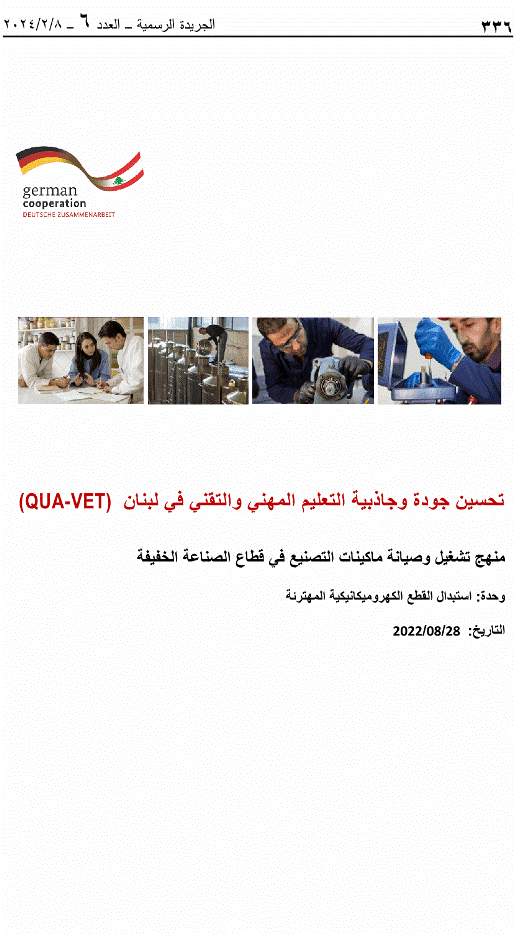 ٣٣٦ الجريدة الرسمية ــ العدد ٦ ــ ٢٠٢٤/٢/٨
german
cooperation
DEUTSCHE ZUSAMMENARBEIT
تحسين جودة وجاذبية التعليم المهني والتقني في لبنان (QUA-VET)
منهج تشغيل وصيانة ماكينات التصنيع في قطاع الصناعة الخفيفة
وحدة: استبدال القطع الكهروميكانيكية المهترئة
التاريخ: 2022/08/28